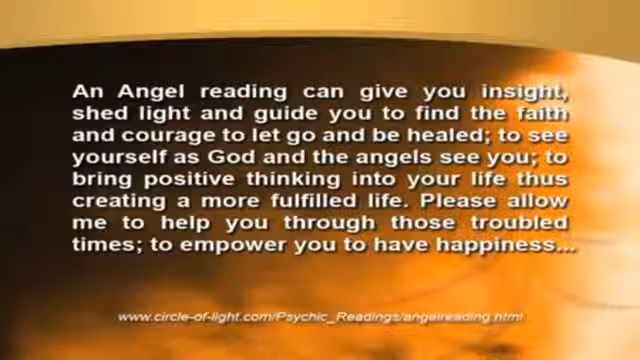 An Angel reading can give you insight,
shed light and guide you to find the faith
and courage to let go and be healed; to see
yourself as God and the angels see you; to
bring positive thinking into your life thus
creating a more fulfilled life. Please allow
me to help you through those troubled
times; to empower you to have happiness...
www.circle-of-light.com/Psychic_Readings/angelreading.html